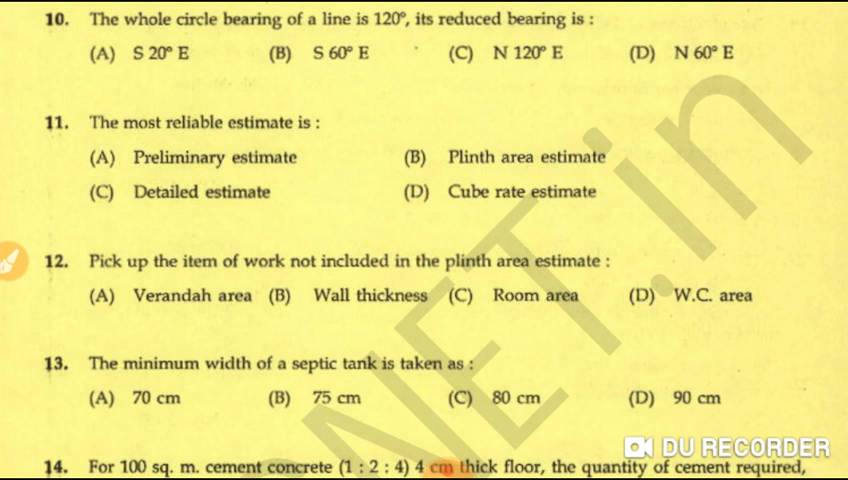 10. The whole circle bearing of a line is 120°, its reduced bearing is :
(A) S 20° E (B) S 60° E (C) N 120° E (D) N 60° E
11. The most reliable estimate is :
(A) Preliminary estimate (B) Plinth area estimate
(C) Detailed estimate (D) Cube rate estimate
12. Pick up the item of work not included in the plinth area estimate :
(A) Verandah area (B) Wall thickness (C) Room area (D) W.C. area
13. The minimum width of a septic tank is taken as :
(A) 70 cm (B) 75 cm (C) 80 cm (D) 90 cm
DU RECORDER
14. For 100 sq. m. cement concrete (1 : 2 : 4) 4 cm thick floor, the quantity of cement required,
NET.in